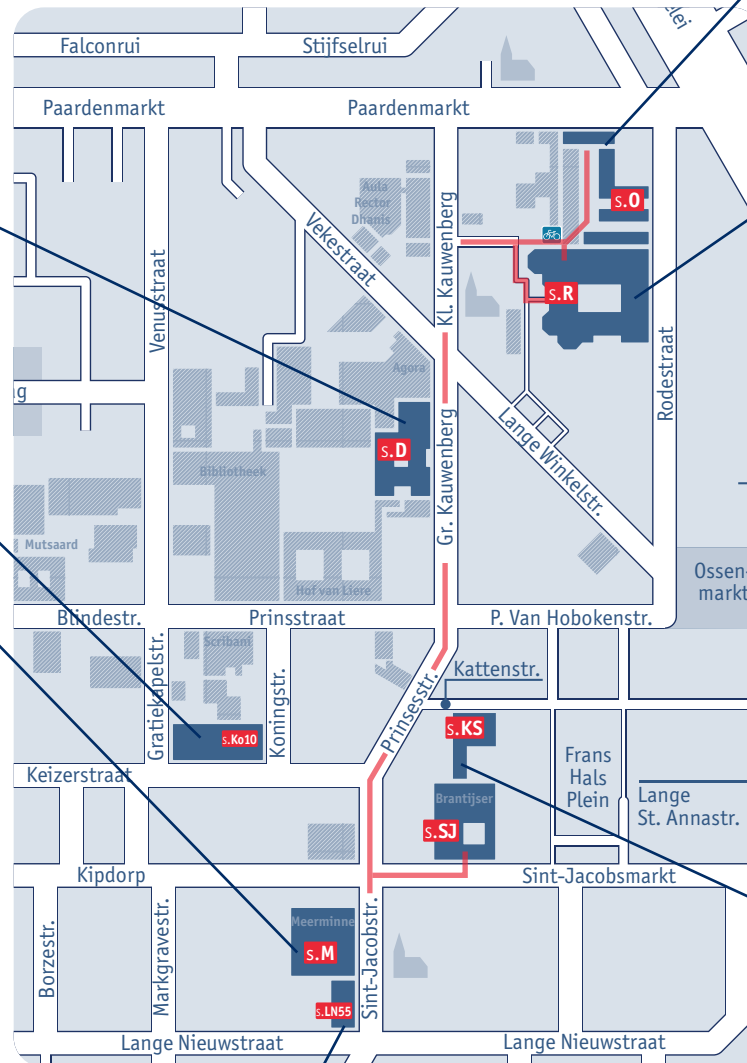 elei
Falconrui
Stijfselrui
Paardenmarkt
Paardenmarkt
Aula
Rector
Dhanis
Kl. Kauwenberg
s.O
Vekestraat
Venusstraat
s.R
Rodestraat
Agora
ng
Gr. Kauwenberg
Lange Winkelstr.
s.D
Bibliotheek
Mutsaard
Ossen-
markt
Hof van Liere
Blindestr.
Prinsstraat
P. Van Hobokenstr.
Gratiekapelstr.
Scribani
Koningstr.
Kattenstr.
Prinsesstr.
s.KS
s.Ko10
Keizerstraat
Frans
Hals
Plein
Lange
St. Annastr.
Brantijser
s.SJ
Kipdorp
Sint-Jacobsmarkt
Borzestr.
Markgravestr.
Meerminne
s.M
Sint-Jacobstr.
s.LN55
Lange Nieuwstraat
Lange Nieuwstraat